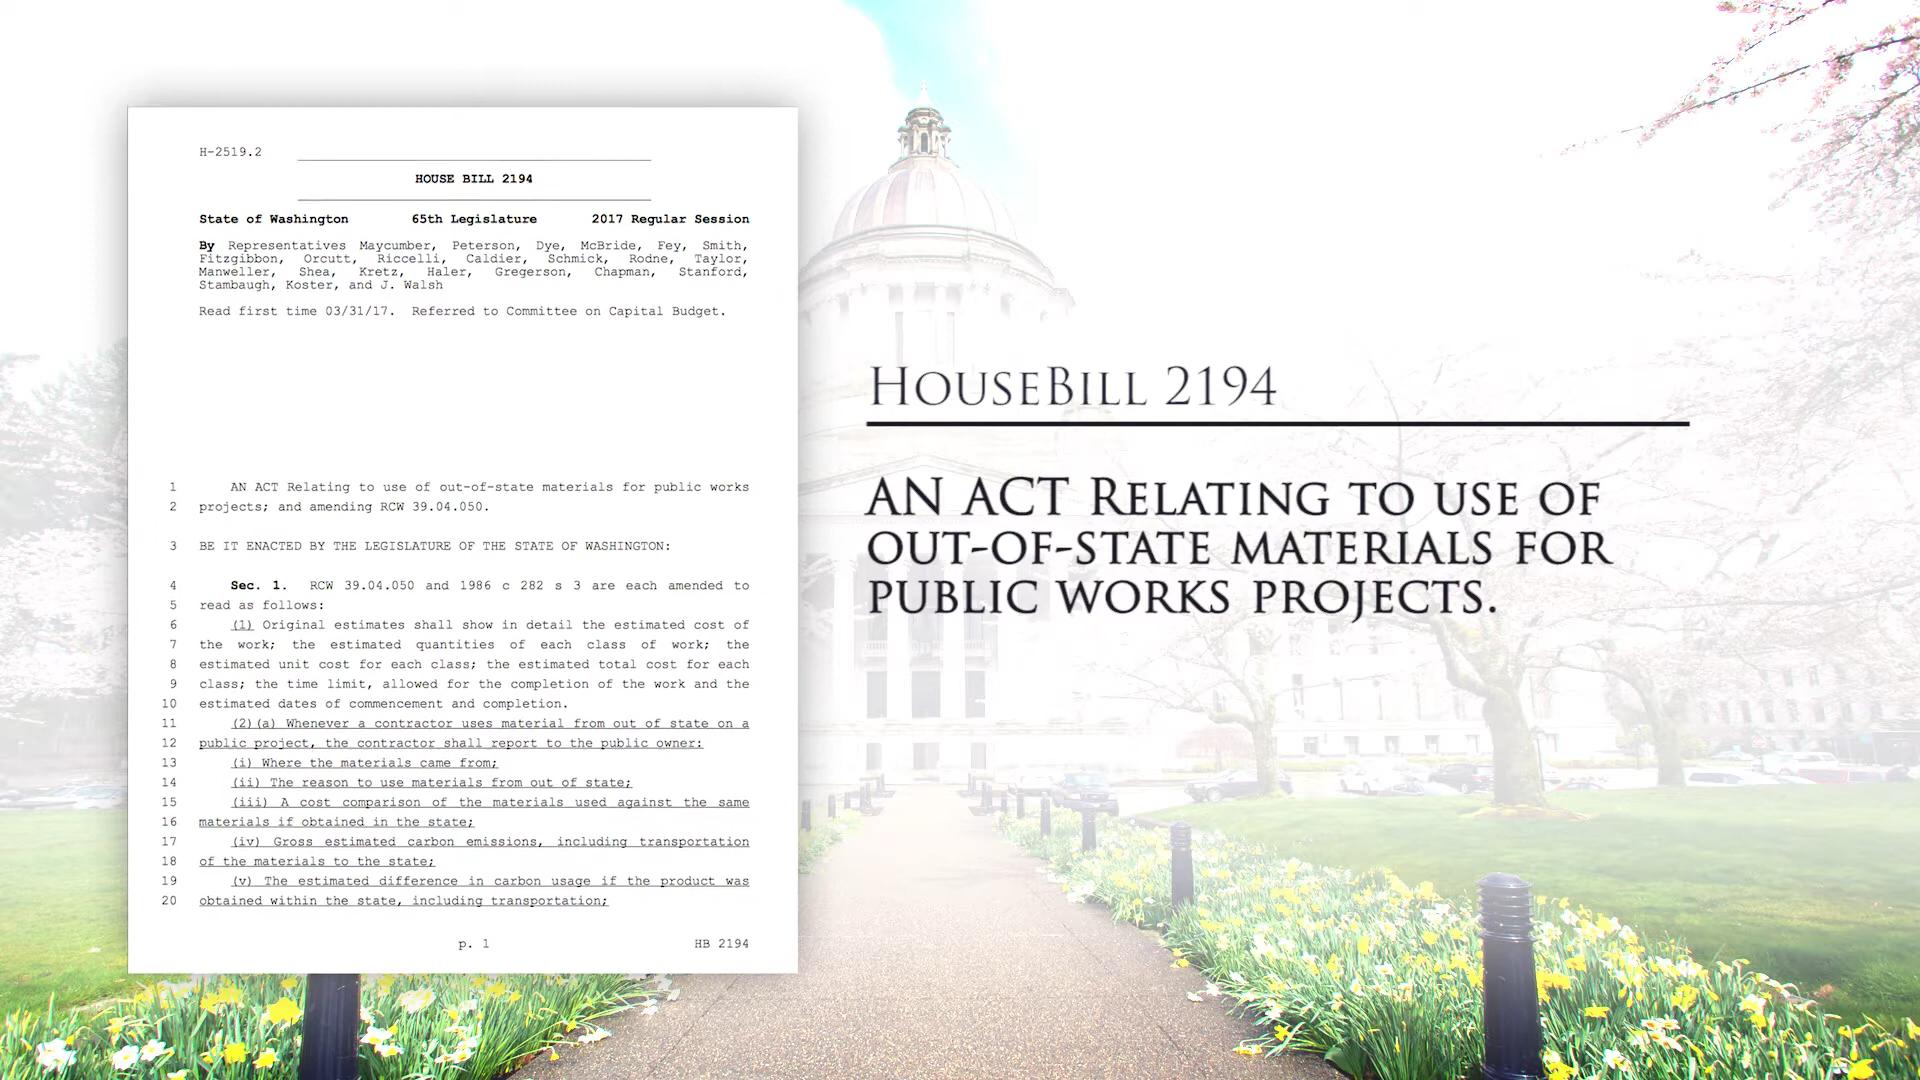 H-2519.2
HOUSE BILL 2194
State of Washington 65th Legislature 2017 Regular Session
By Representatives Maycumber, Peterson, Dye, McBride, Fey, Smith,
Fitzgibbon, Orcutt, Riccelli, Caldier, Schmick, Rodne, Taylor,
Manweller, Shea, Kretz, Haler, Gregerson, Chapman, Stanford,
Stambaugh, Koster, and J. Walsh
Read first time 03/31/17. Referred to Committee on Capital Budget.
1 AN ACT Relating to use of out-of-state materials for public works
2 projects; and amending RCW 39.04.050.
3 BE IT ENACTED BY THE LEGISLATURE OF THE STATE OF WASHINGTON:
4 Sec. 1. RCW 39.04.050 and 1986 c 282 s 3 are each amended to
5 read as follows:
6 (1) Original estimates shall show in detail the estimated cost of
7 the work; the estimated quantities of each class of work; the
8 estimated unit cost for each class; the estimated total cost for each
9 class; the time limit, allowed for the completion of the work and the
10 estimated dates of commencement and completion.
11 (2)(a) Whenever a contractor uses material from out of state on a
12 public project, the contractor shall report to the public owner:
13 (i) Where the materials came from;
14 (ii) The reason to use materials from out of state;
15 (iii) A cost comparison of the materials used against the same
16 materials if obtained in the state;
17 (iv) Gross estimated carbon emissions, including transportation
18 of the materials to the state;
19 (v) The estimated difference in carbon usage if the product was
20 obtained within the state, including transportation;
p. 1 HB 2194
HouseBill 2194
AN ACT Relating to use of
out-of-state materials for
public works projects.